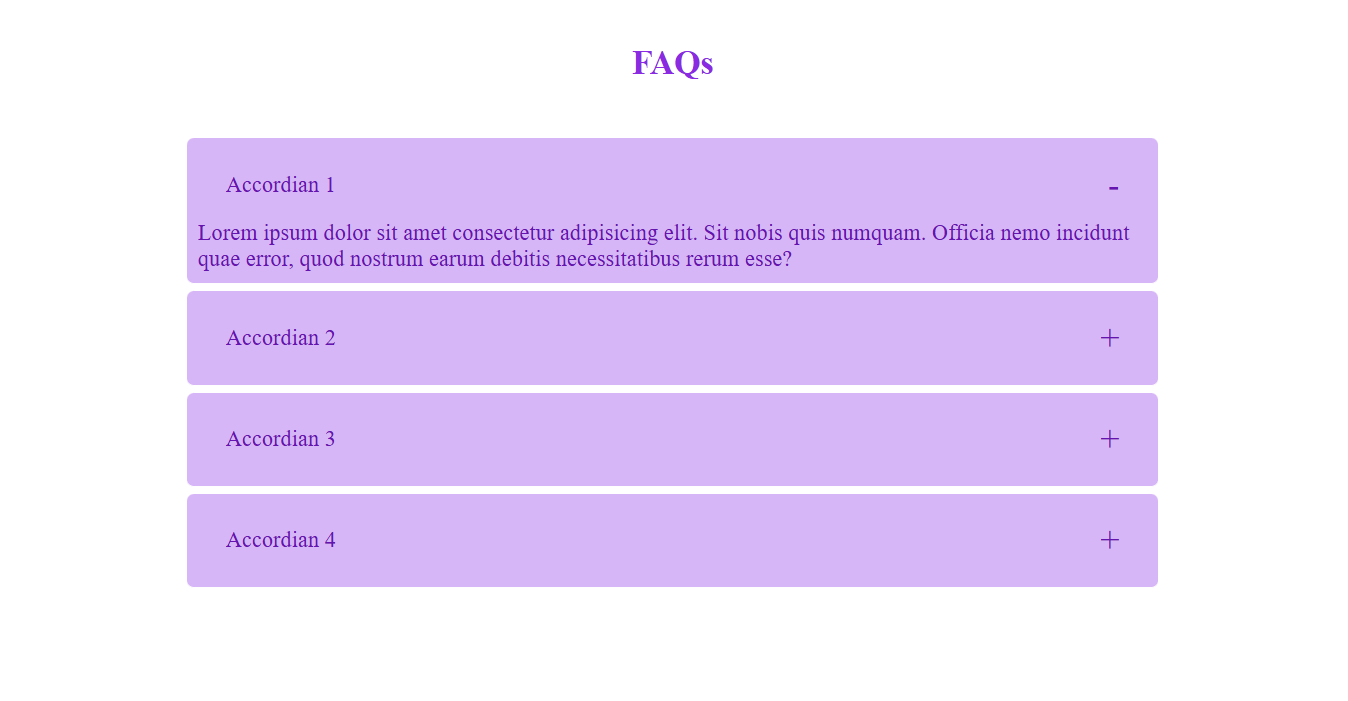 FAQs
Accordian 1 -
Lorem ipsum dolor sit amet consectetur adipisicing elit. Sit nobis quis numquam. Officia nemo incidunt
quae error, quod nostrum earum debitis necessitatibus rerum esse?
Accordian 2 +
Accordian 3 +
Accordian 4 +